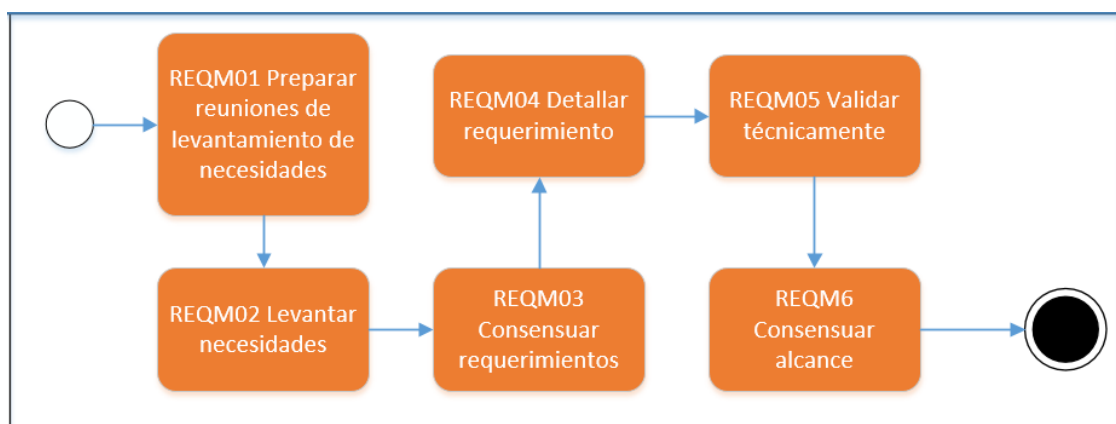 REQM01 Preparar
reuniones de
levantamiento de
necesidades
REQM02 Levantar
necesidades
REQM03
Consensuar
requerimientos
REQM04 Detallar
requerimiento
REQM05 Validar
técnicamente
REQM6
Consensuar
alcance